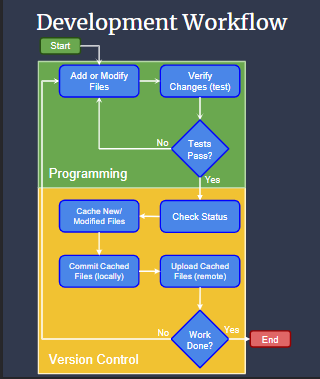 Development Workflow
Start
Add or Modify
Files
Verify
Changes (test)
No
Tests
Pass?
Programming
Yes
Cache New/
Modified Files
Check Status
Commit Cached
Files (locally)
Upload Cached
Files (remote)
No
Work
Done?
Yes
End
Version Control